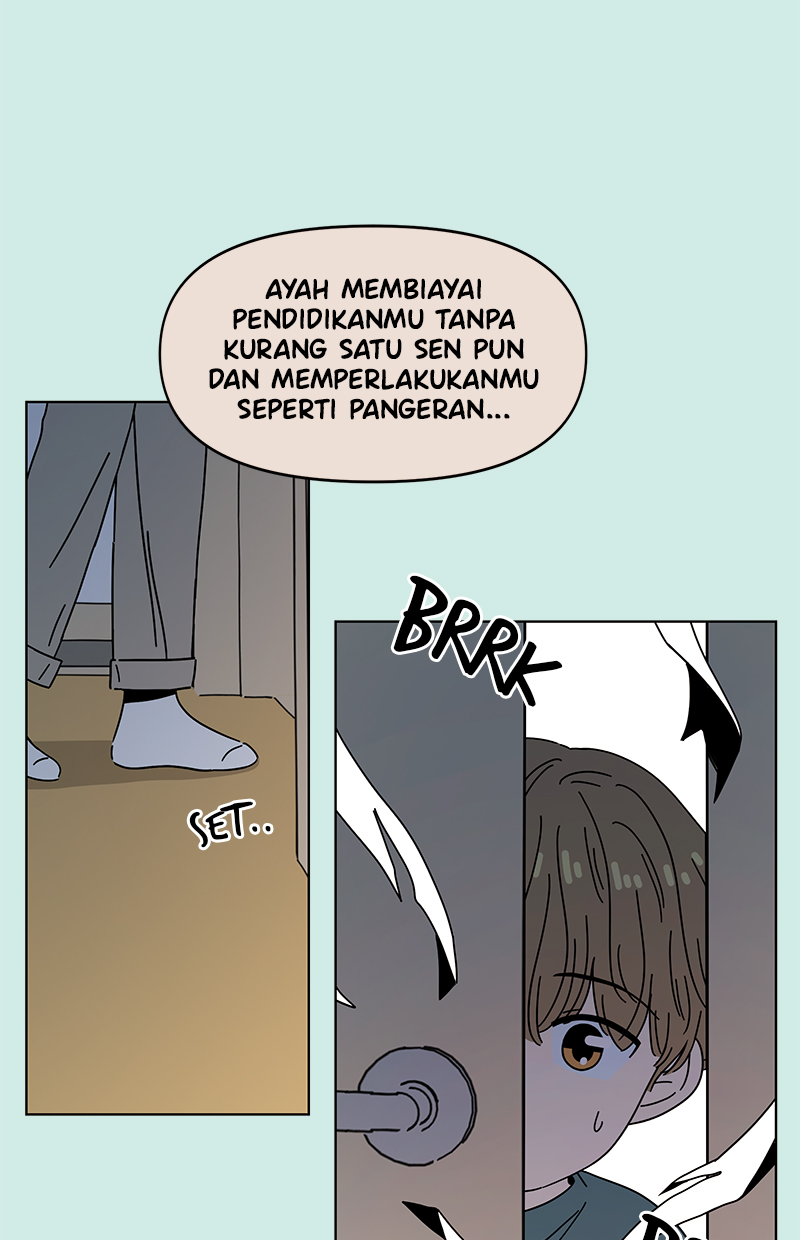 AYAH MEMBIAYAI
PENDIDIKANMU TANPA
KURANG SATU SEN PUN
DAN MEMPERLAKUKANMU
SEPERTI PANGERAN...
BRRK
SET..